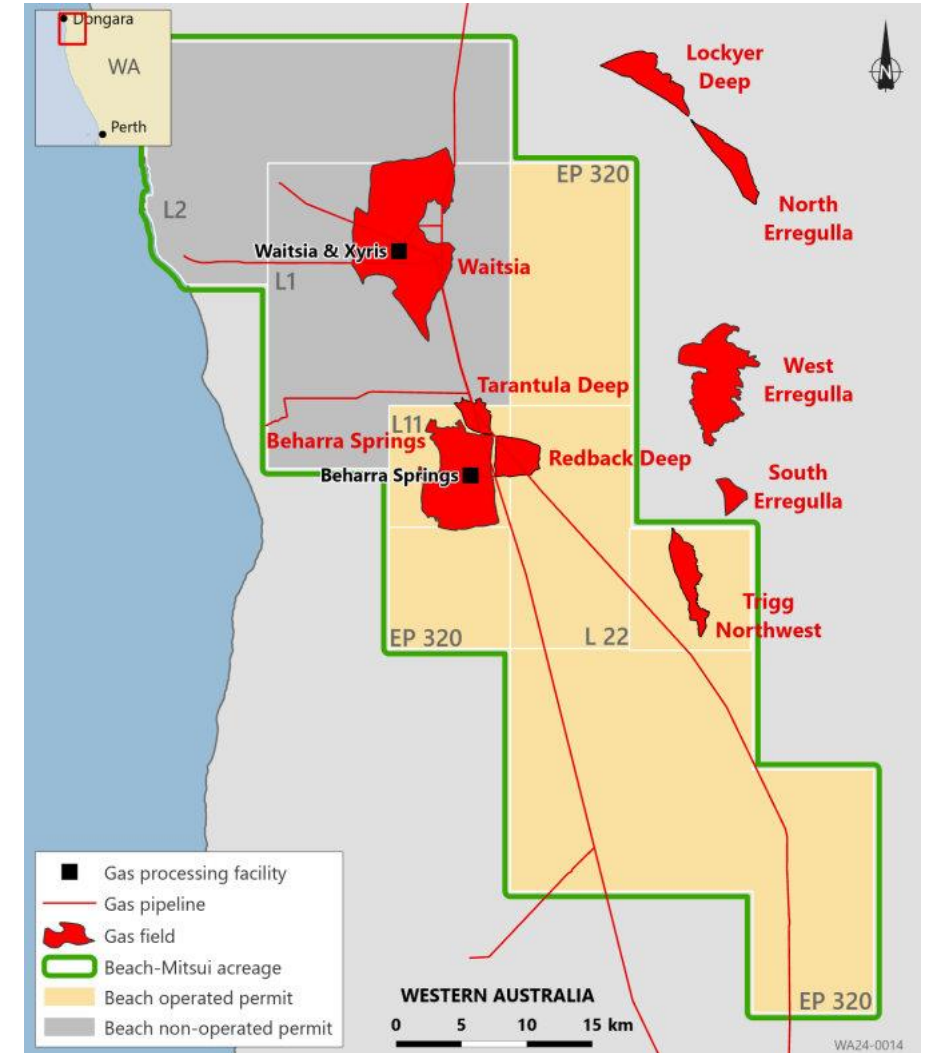 Dongara
WA
Perth
N
Lockyer
Deep
North
Erregulla
EP 320
L2
Waitsia & Xyris
Waitsia
L1
West
Erregulla
Tarantula Deep
L11
Beharra Springs
Redback Deep
Beharra Springs
South
Erregulla
Trigg
Northwest
EP 320
L 22
Gas processing facility
Gas pipeline
Gas field
Beach-Mitsui acreage
Beach operated permit
Beach non-operated permit
WESTERN AUSTRALIA
0 5 10 15 km
EP 320
WA24-0014